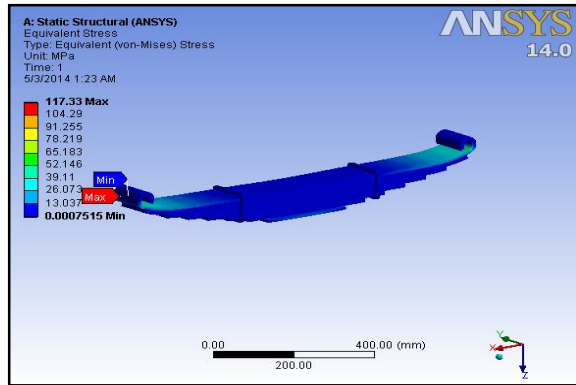 A: Static Structural (ANSYS)
Equivalent Stress
Type: Equivalent (von-Mises) Stress
Unit: MPa
Time: 1
5/3/2014 1:23 AM
ANSYS
14.0
117.33 Max
104.29
91.255
78.219
65.183
52.146
39.11
26.073
13.037
0.0007515 Min
Min
Max
0.00
400.00 (mm)
200.00
Y
X
Z